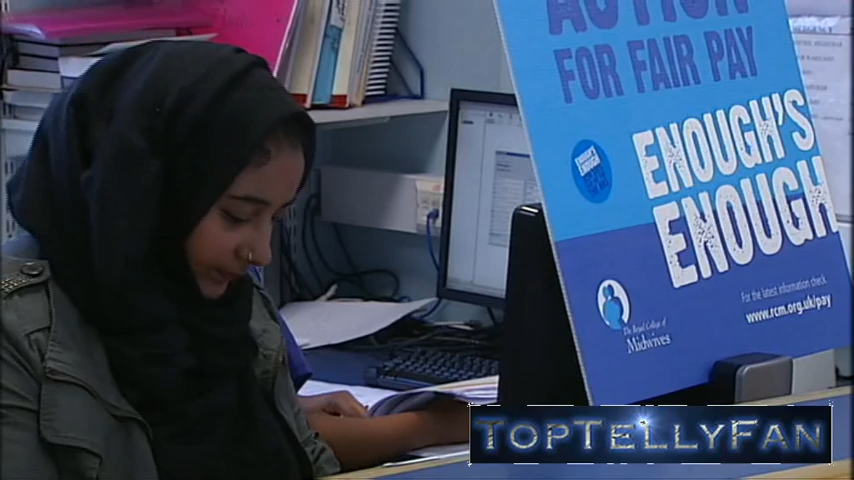 ACTION
FOR FAIR PAY
ENOUGH'S
ENOUGH
The Royal College of
Midwives
For the latest information check
www.rcm.org.uk/pay
TopTellyFan